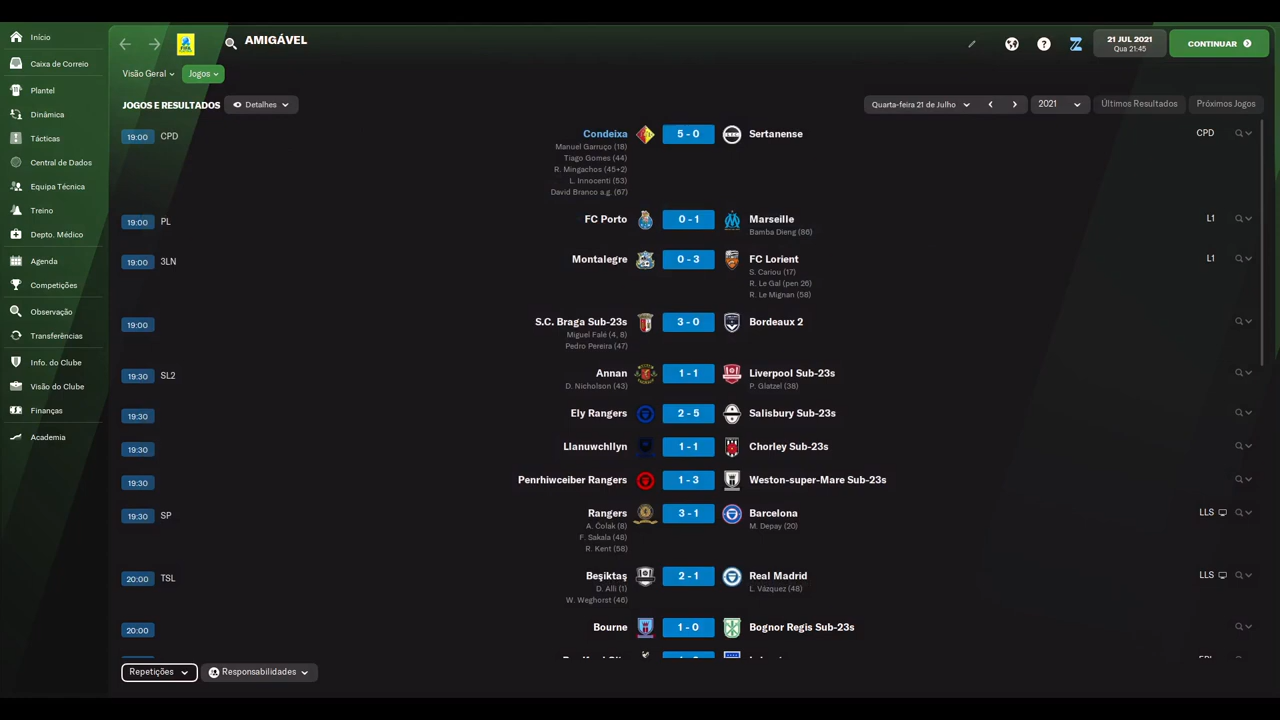 Início
Caixa de Correio
Plantel
Dinâmica
Tácticas
Central de Dados
Equipa Técnica
Treino
Depto. Médico
Agenda
Competições
Observação
Transferências
Info. do Clube
Visão do Clube
Finanças
Academia
AMIGÁVEL
21 JUL 2021
Qua 21:45
CONTINUAR
Visão Geral
Jogos
JOGOS E RESULTADOS
Detalhes
Quarta-feira 21 de Julho
2021
Últimos Resultados
Próximos Jogos
19:00 CPD Condeixa 5 - 0 Sertanense CPD
Manuel Garruço (18)
Tiago Gomes (44)
R. Mingachos (45+2)
L. Innocenti (53)
David Branco a.g. (67)
19:00 PL FC Porto 0 - 1 Marseille L1
Bamba Dieng (86)
19:00 3LN Montalegre 0 - 3 FC Lorient L1
S. Cariou (17)
R. Le Gal (pen 26)
R. Le Mignan (58)
19:00 S.C. Braga Sub-23s 3 - 0 Bordeaux 2
Miguel Falé (4, 8)
Pedro Pereira (47)
19:30 SL2 Annan 1 - 1 Liverpool Sub-23s
D. Nicholson (43) P. Glatzel (38)
19:30 Ely Rangers 2 - 5 Salisbury Sub-23s
19:30 Llanuwchllyn 1 - 1 Chorley Sub-23s
19:30 Penrhiwceiber Rangers 1 - 3 Weston-super-Mare Sub-23s
19:30 SP Rangers 3 - 1 Barcelona LLS
A. Čolak (8) M. Depay (20)
F. Sakala (48)
R. Kent (58)
20:00 TSL Beşiktaş 2 - 1 Real Madrid LLS
D. Alli (1) L. Vázquez (48)
W. Weghorst (46)
20:00 Bourne 1 - 0 Bognor Regis Sub-23s
Repetições
Responsabilidades